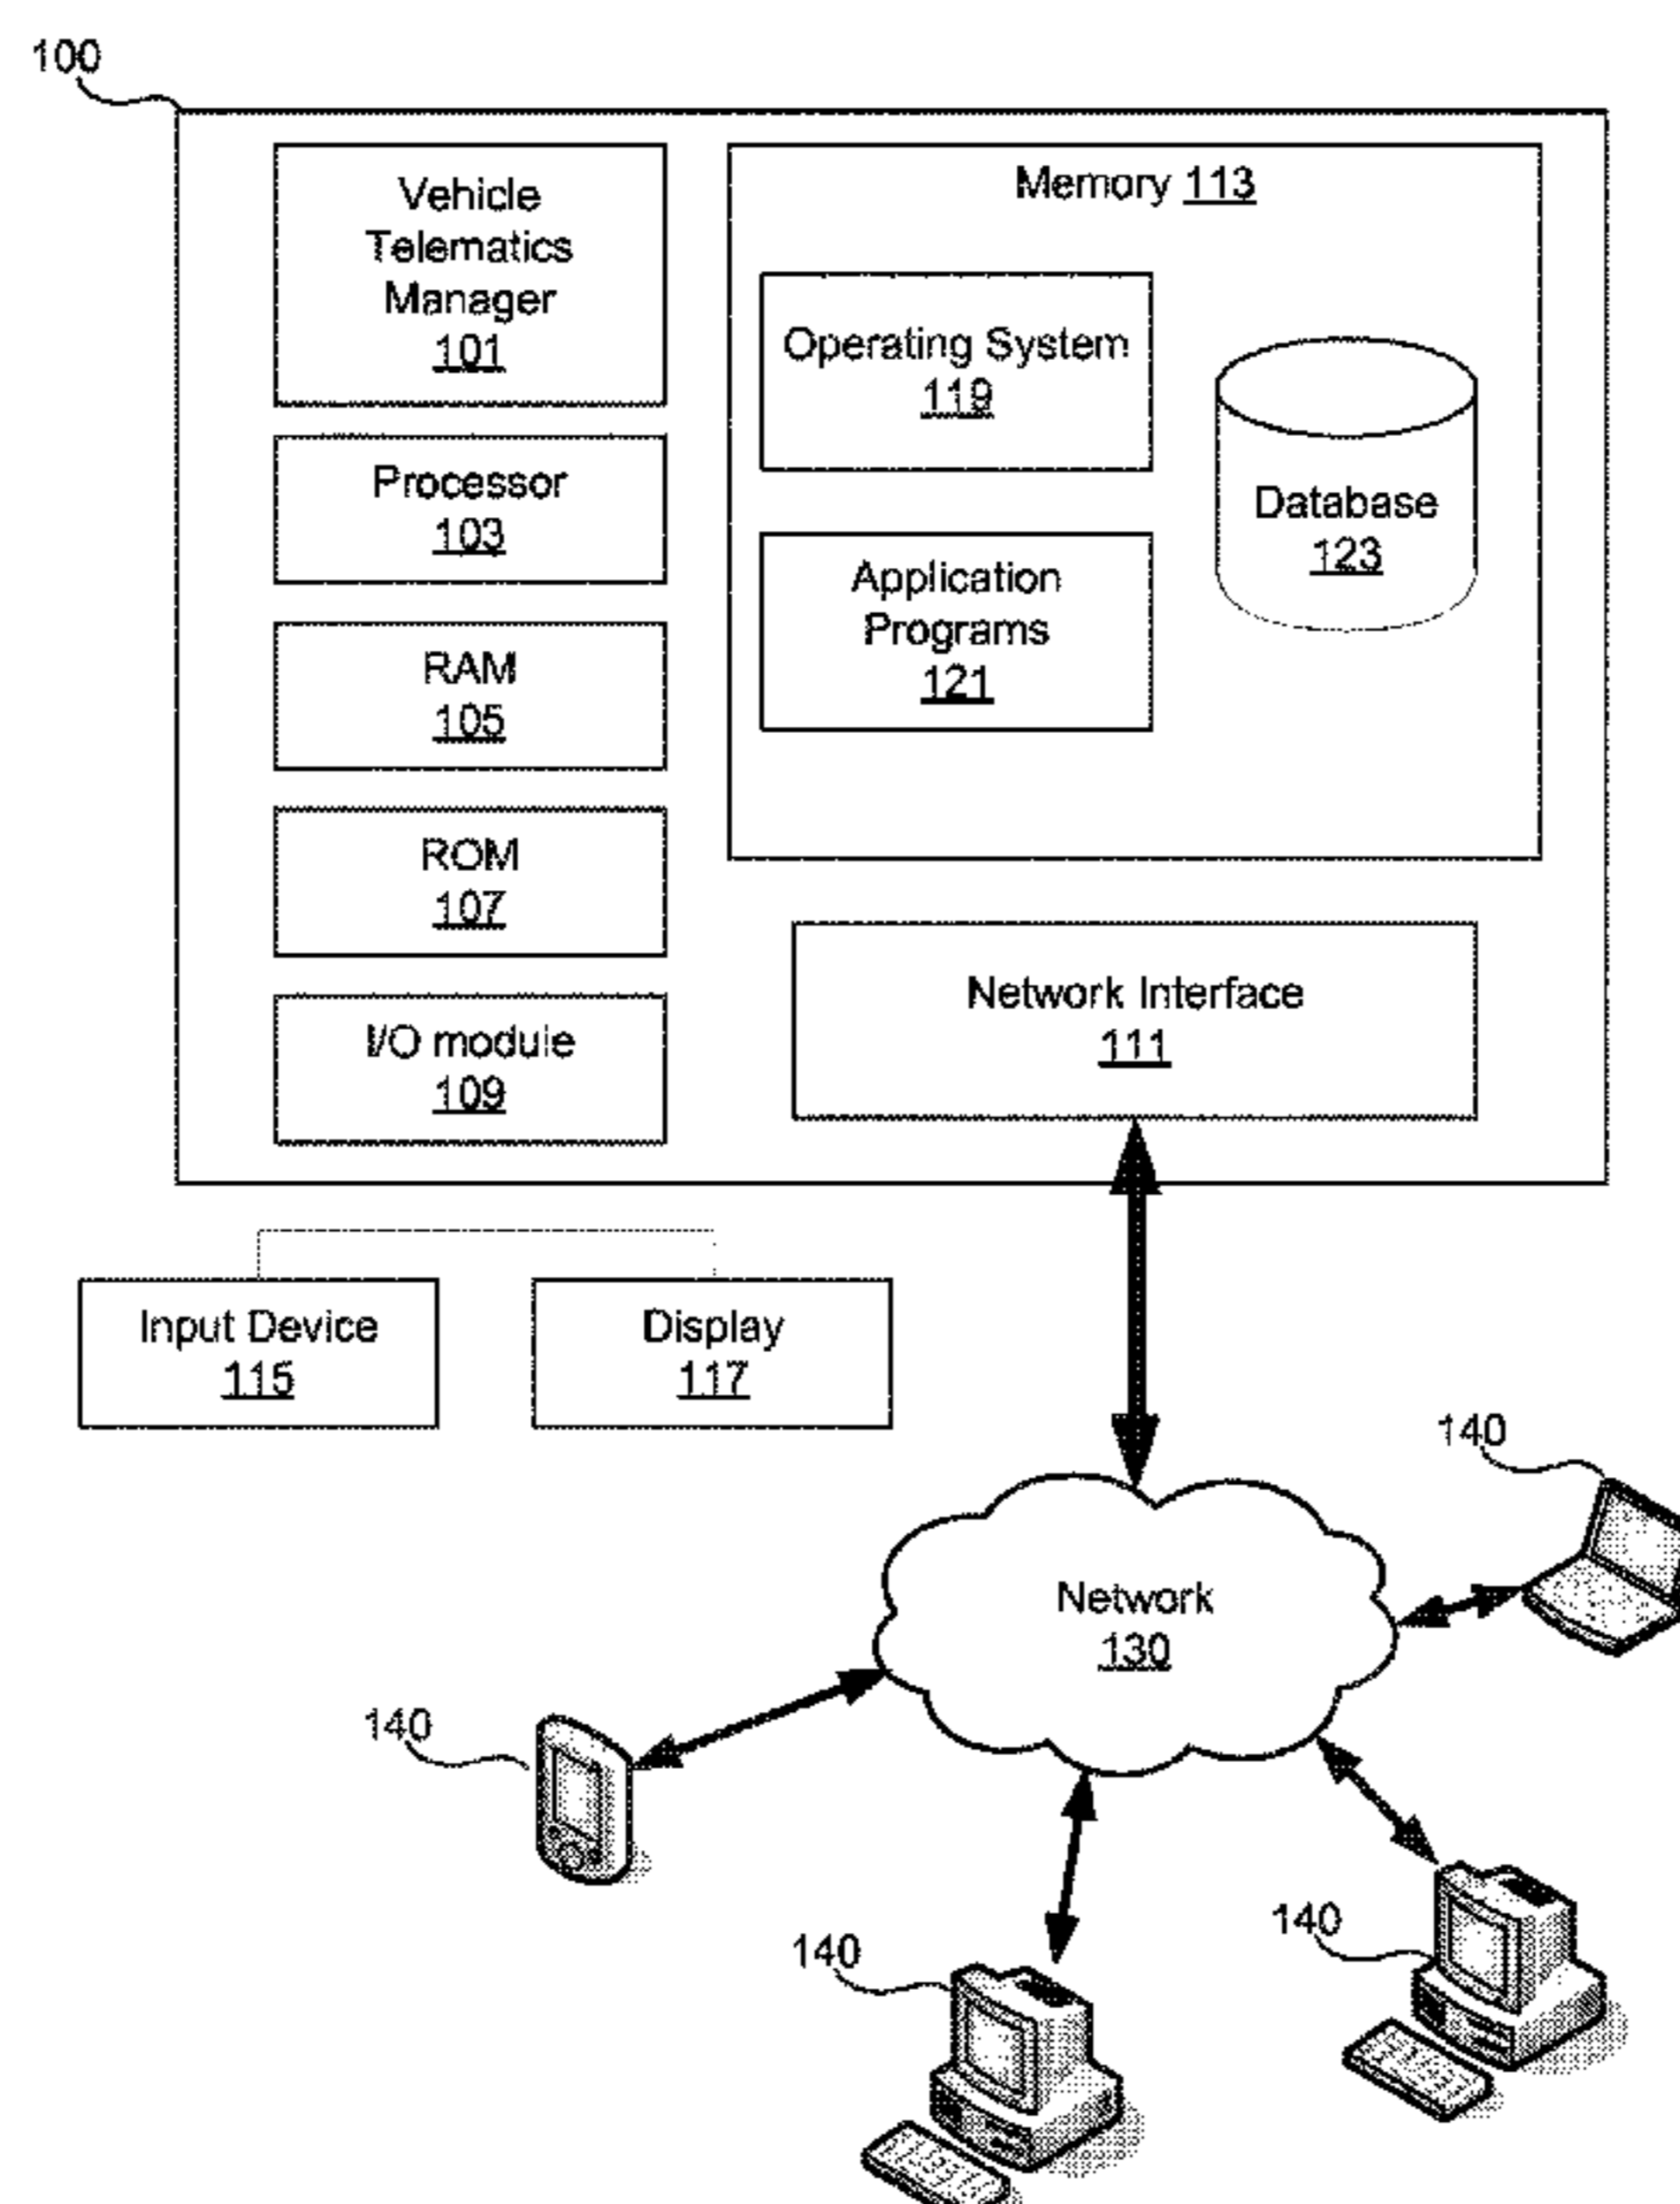 100
Vehicle
Telematics
Manager
101
Processor
103
RAM
105
ROM
107
I/O module
109
Memory 113
Operating System
119
Application
Programs
121
Database
123
Network Interface
111
Input Device
115
Display
117
Network
130
140
140
140
140